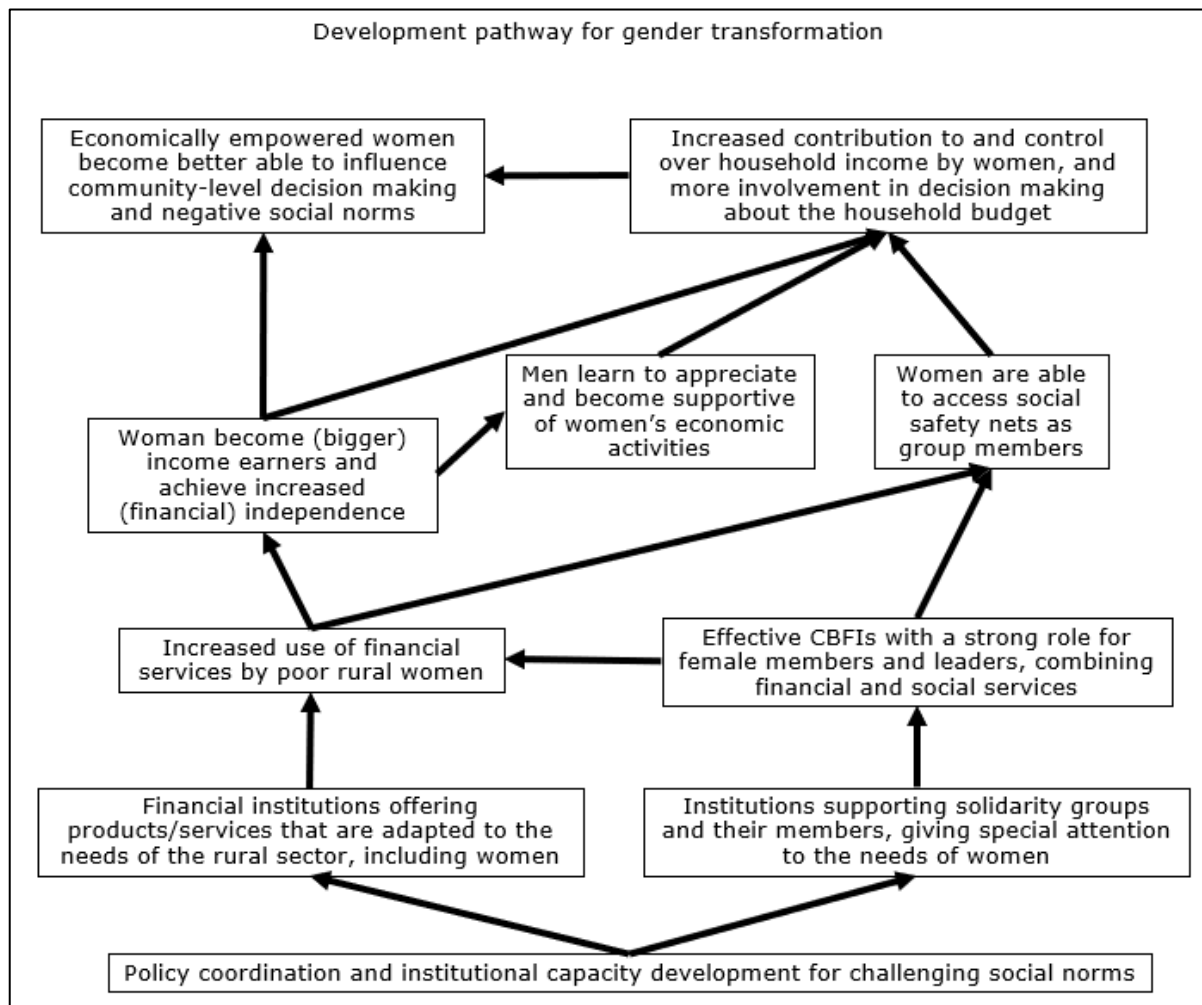 Development pathway for gender transformation
Economically empowered women
become better able to influence
community-level decision making
and negative social norms
Increased contribution to and control
over household income by women, and
more involvement in decision making
about the household budget
Woman become (bigger)
income earners and
achieve increased
(financial) independence
Men learn to appreciate
and become supportive
of women’s economic
activities
Women are able
to access social
safety nets as
group members
Increased use of financial
services by poor rural women
Effective CBFIs with a strong role for
female members and leaders, combining
financial and social services
Financial institutions offering
products/services that are adapted to the
needs of the rural sector, including women
Institutions supporting solidarity groups
and their members, giving special attention
to the needs of women
Policy coordination and institutional capacity development for challenging social norms